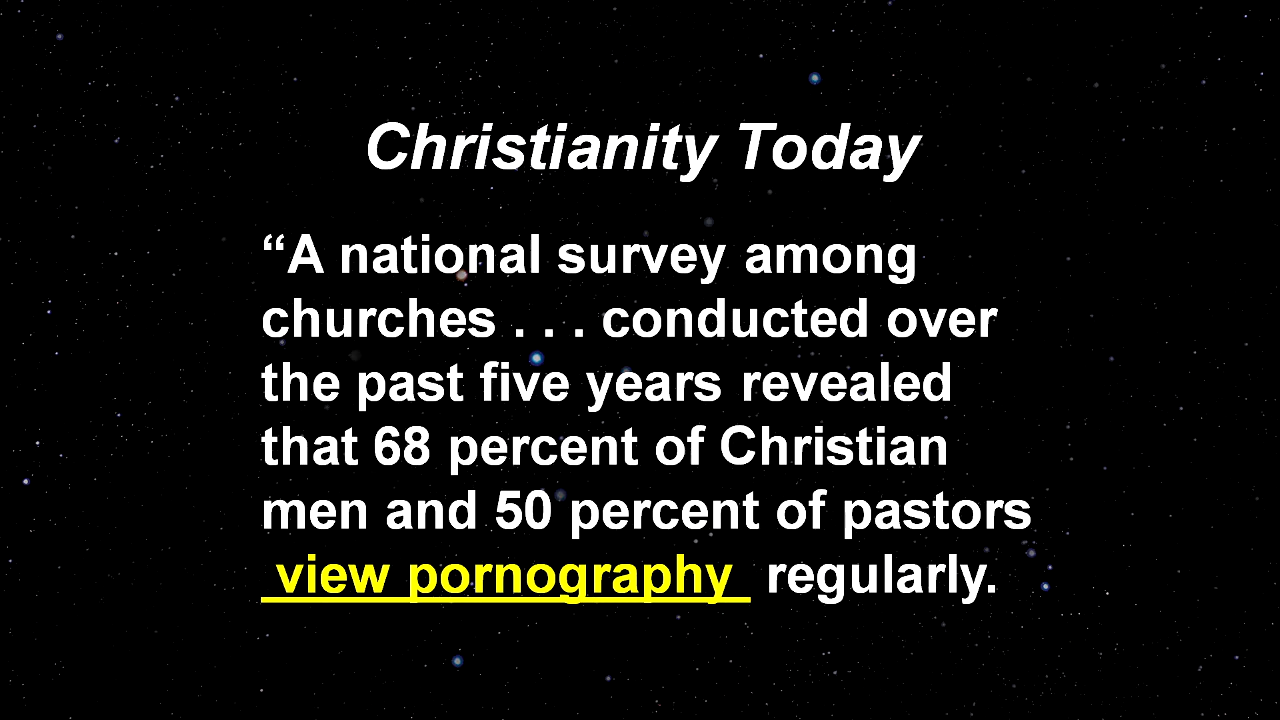 Christianity Today
“A national survey among
churches . . . conducted over
the past five years revealed
that 68 percent of Christian
men and 50 percent of pastors
view pornography regularly.